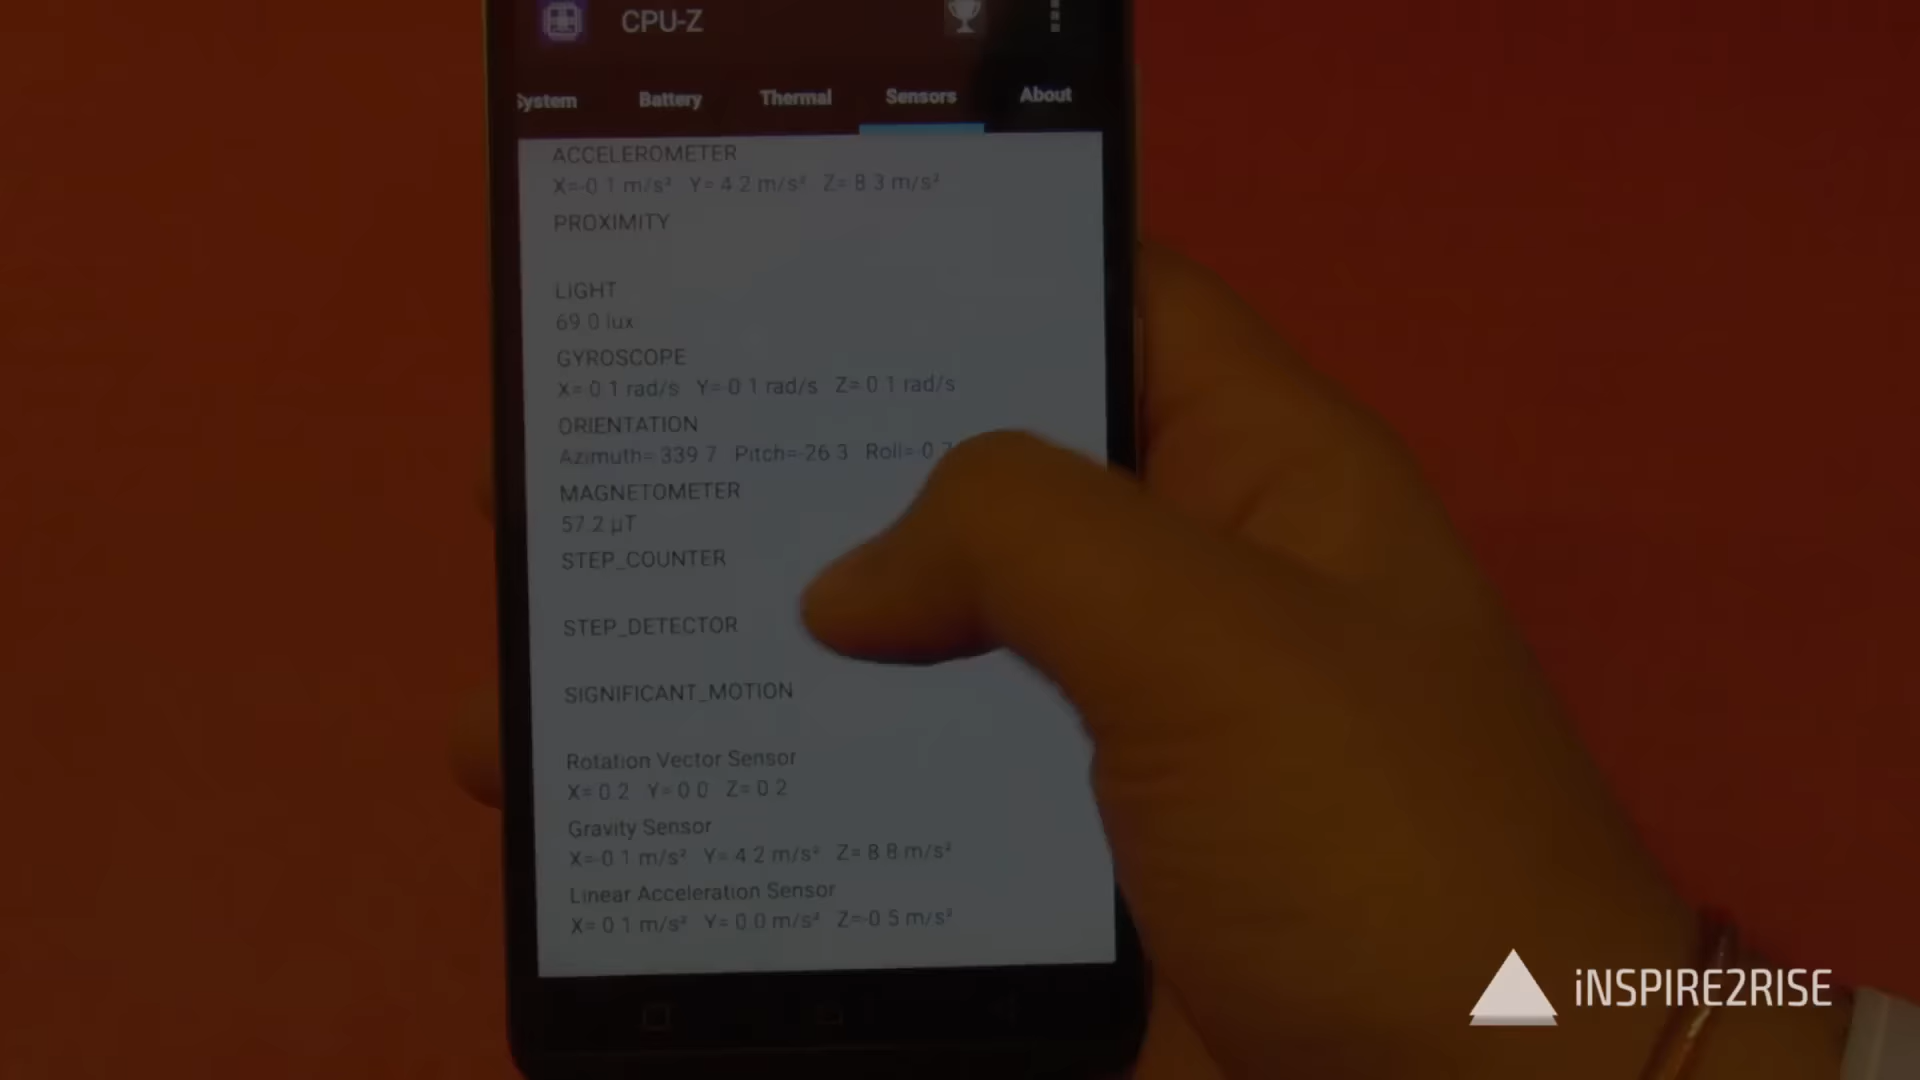 CPU-Z
System Battery Thermal Sensors About
ACCELEROMETER
X=-0.1 m/s² Y= 4.2 m/s² Z= 8.3 m/s²
PROXIMITY
LIGHT
69.0 lux
GYROSCOPE
X= 0.1 rad/s Y=-0.1 rad/s Z= 0.1 rad/s
ORIENTATION
Azimuth= 339.7 Pitch=-26.3 Roll=-0.7
MAGNETOMETER
57.2 µT
STEP_COUNTER
STEP_DETECTOR
SIGNIFICANT_MOTION
Rotation Vector Sensor
X= 0.2 Y= 0.0 Z= 0.2
Gravity Sensor
X=-0.1 m/s² Y= 4.2 m/s² Z= 8.8 m/s²
Linear Acceleration Sensor
X= 0.1 m/s² Y= 0.0 m/s² Z=-0.5 m/s²
iNSPIRE2RISE